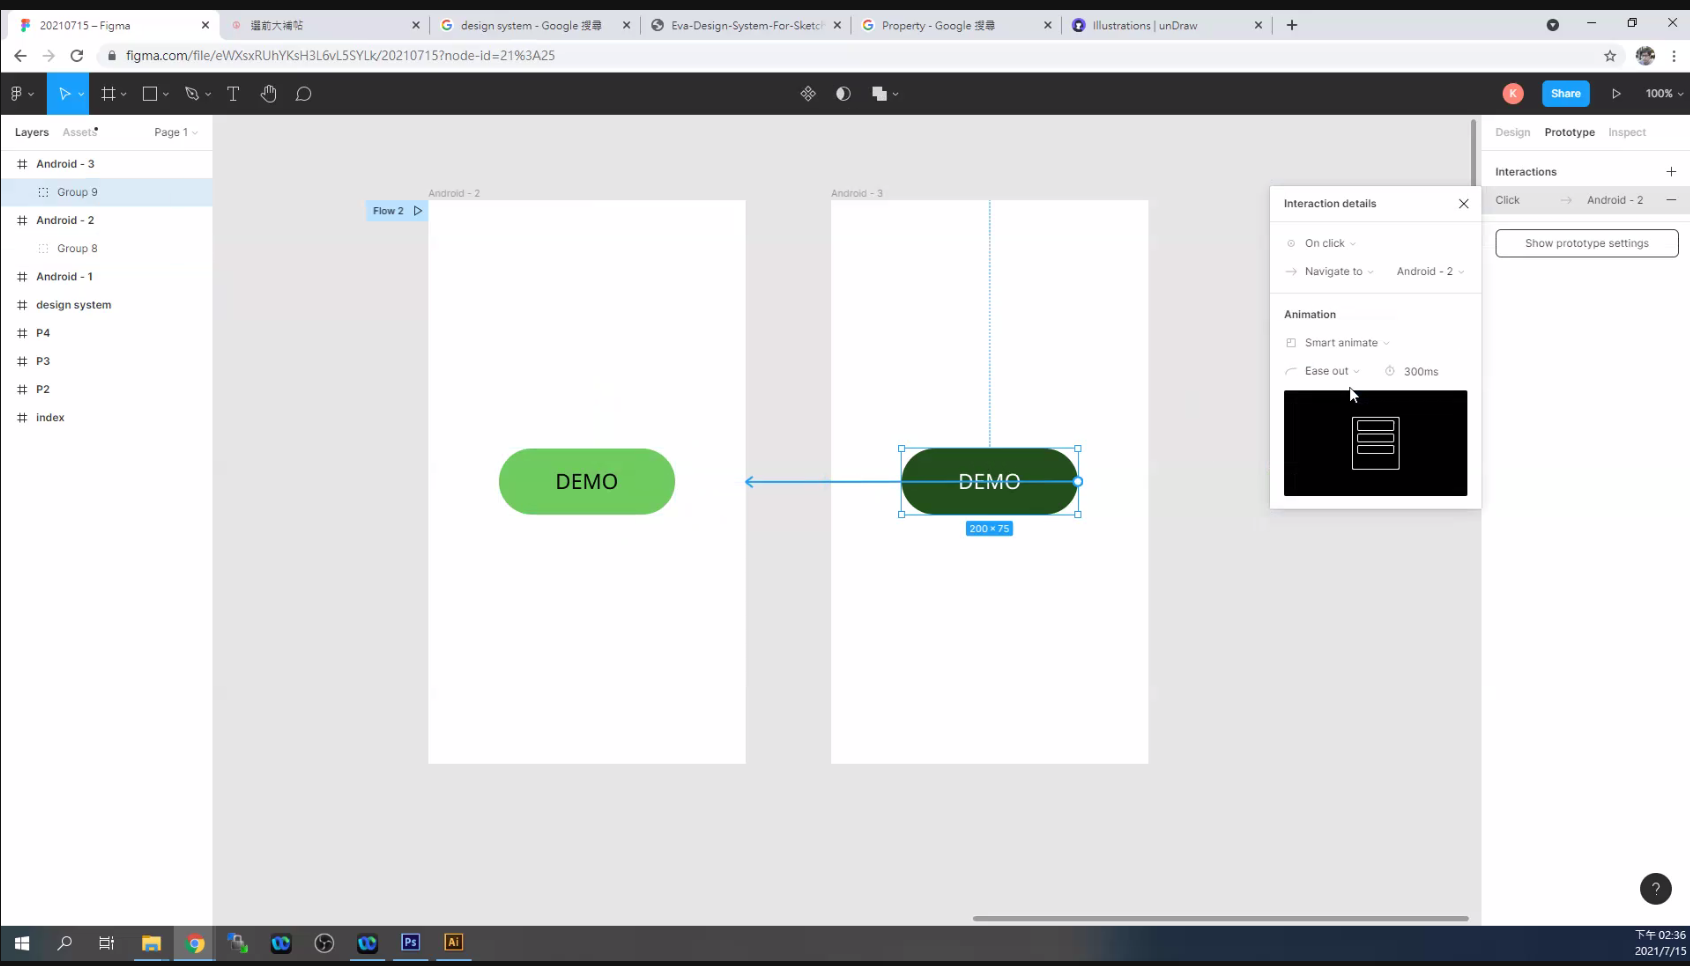 20210715 – Figma
選前大補帖
design system - Google 搜尋
Eva-Design-System-For-Sketch
Property - Google 搜尋
Illustrations | unDraw
figma.com/file/eWXsxRUhYKsH3L6vL5SYLk/20210715?node-id=21%3A25
K
Share
100%
Layers
Assets
Page 1
Design
Prototype
Inspect
Android - 3
Group 9
Android - 2
Group 8
Android - 1
design system
P4
P3
P2
index
Android - 2
Flow 2
DEMO
Android - 3
DEMO
200 × 75
Interaction details
On click
Navigate to
Android - 2
Animation
Smart animate
Ease out
300ms
Interactions
Click
Android - 2
Show prototype settings
?
Ps
Ai
下午 02:36
2021/7/15